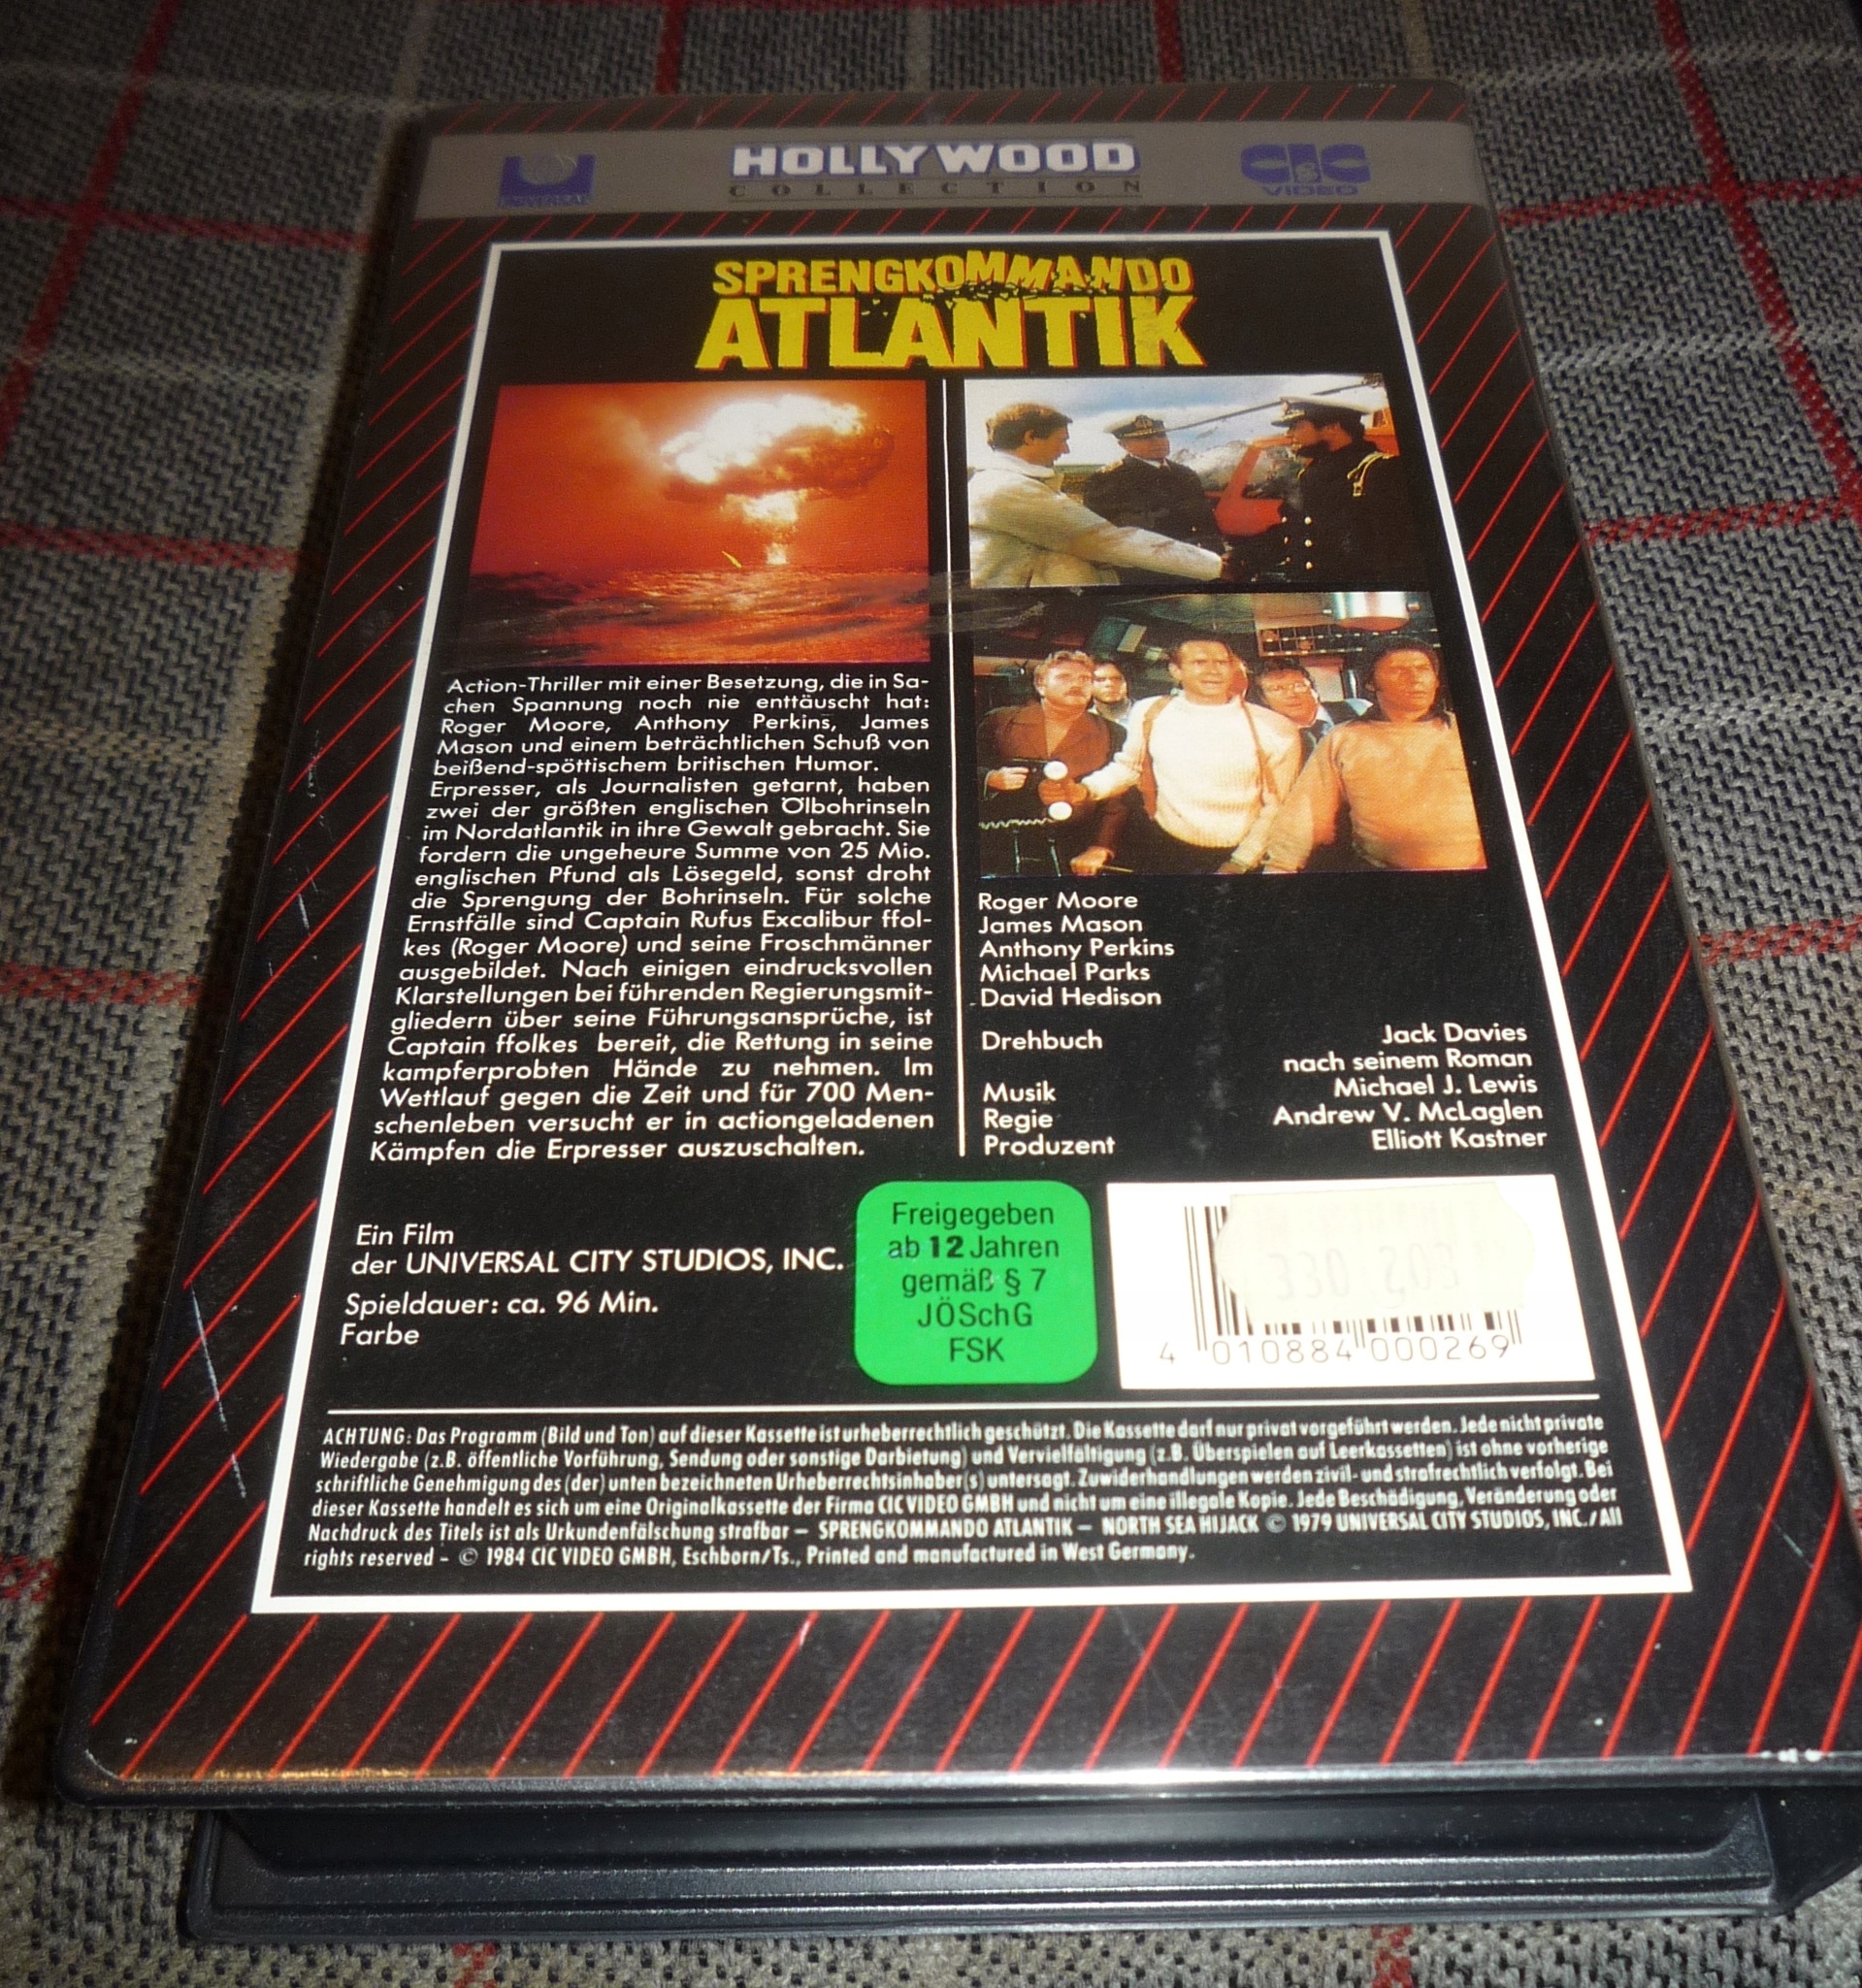 UNIVERSAL
HOLLYWOOD
COLLECTION
CIC
VIDEO
SPRENGKOMMANDO
ATLANTIK
Action-Thriller mit einer Besetzung, die in Sa-
chen Spannung noch nie enttäuscht hat:
Roger Moore, Anthony Perkins, James
Mason und einem beträchtlichen Schuß von
beißend-spöttischem britischen Humor.
Erpresser, als Journalisten getarnt, haben
zwei der größten englischen Ölbohrinseln
im Nordatlantik in ihre Gewalt gebracht. Sie
fordern die ungeheure Summe von 25 Mio.
englischen Pfund als Lösegeld, sonst droht
die Sprengung der Bohrinseln. Für solche
Ernstfälle sind Captain Rufus Excalibur ffol-
kes (Roger Moore) und seine Froschmänner
ausgebildet. Nach einigen eindrucksvollen
Klarstellungen bei führenden Regierungsmit-
gliedern über seine Führungsansprüche, ist
Captain ffolkes bereit, die Rettung in seine
kampferprobten Hände zu nehmen. Im
Wettlauf gegen die Zeit und für 700 Men-
schenleben versucht er in actiongeladenen
Kämpfen die Erpresser auszuschalten.
Roger Moore
James Mason
Anthony Perkins
Michael Parks
David Hedison
Drehbuch Jack Davies
nach seinem Roman
Musik Michael J. Lewis
Regie Andrew V. McLaglen
Produzent Elliott Kastner
Ein Film
der UNIVERSAL CITY STUDIOS, INC.
Spieldauer: ca. 96 Min.
Farbe
Freigegeben
ab 12 Jahren
gemäß § 7
JÖSchG
FSK
330 203
4 010884 000269
ACHTUNG: Das Programm (Bild und Ton) auf dieser Kassette ist urheberrechtlich geschützt. Die Kassette darf nur privat vorgeführt werden. Jede nicht private
Wiedergabe (z.B. öffentliche Vorführung, Sendung oder sonstige Darbietung) und Vervielfältigung (z.B. Überspielen auf Leerkassetten) ist ohne vorherige
schriftliche Genehmigung des (der) unten bezeichneten Urheberrechtsinhaber(s) untersagt. Zuwiderhandlungen werden zivil- und strafrechtlich verfolgt. Bei
dieser Kassette handelt es sich um eine Originalkassette der Firma CIC VIDEO GMBH und nicht um eine illegale Kopie. Jede Beschädigung, Veränderung oder
Nachdruck des Titels ist als Urkundenfälschung strafbar – SPRENGKOMMANDO ATLANTIK – NORTH SEA HIJACK © 1979 UNIVERSAL CITY STUDIOS, INC./All
rights reserved - © 1984 CIC VIDEO GMBH, Eschborn/Ts., Printed and manufactured in West Germany.